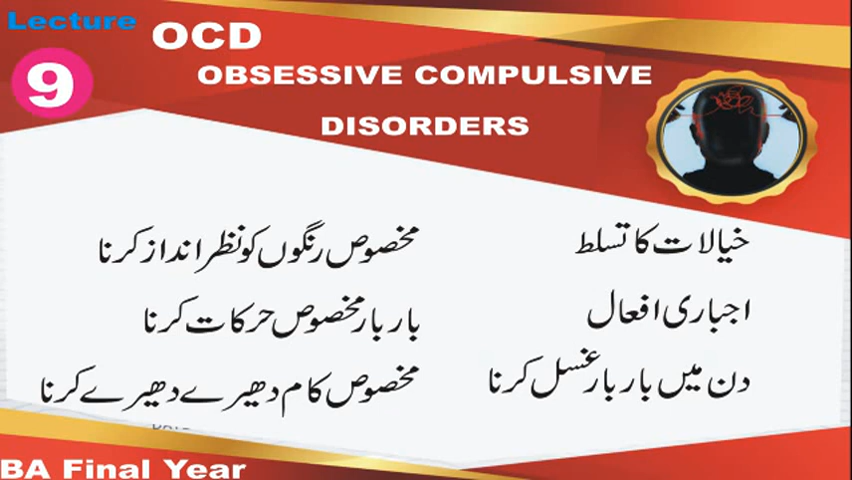 Lecture
9
OCD
OBSESSIVE COMPULSIVE
DISORDERS
خیالات کا تسلط
اجباری افعال
دن میں بار بار غسل کرنا
مخصوص رنگوں کو نظر انداز کرنا
بار بار مخصوص حرکات کرنا
مخصوص کام دھیرے دھیرے کرنا
BA Final Year